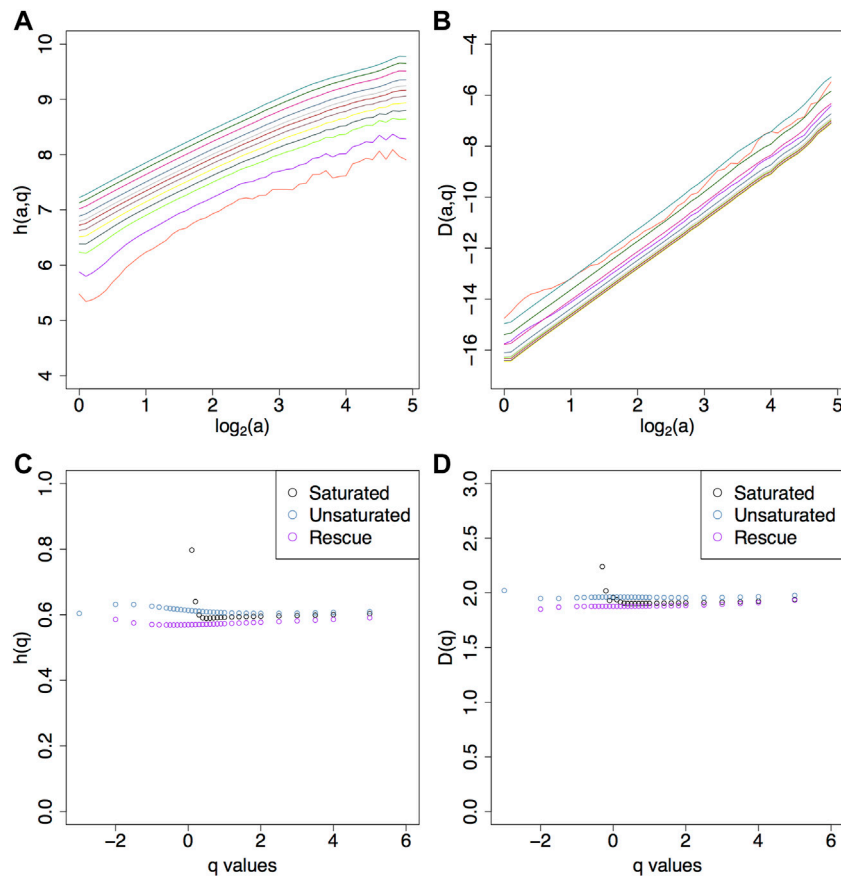 A
10
9
8
7
6
5
4
h(a,q)
0 1 2 3 4 5
log₂(a)
B
−4
−6
−8
−10
−12
−14
−16
D(a,q)
0 1 2 3 4 5
log₂(a)
C
1.0
0.8
0.6
0.4
0.2
0.0
h(q)
Saturated
Unsaturated
Rescue
−2 0 2 4 6
q values
D
3.0
2.5
2.0
1.5
1.0
0.5
0.0
D(q)
Saturated
Unsaturated
Rescue
−2 0 2 4 6
q values